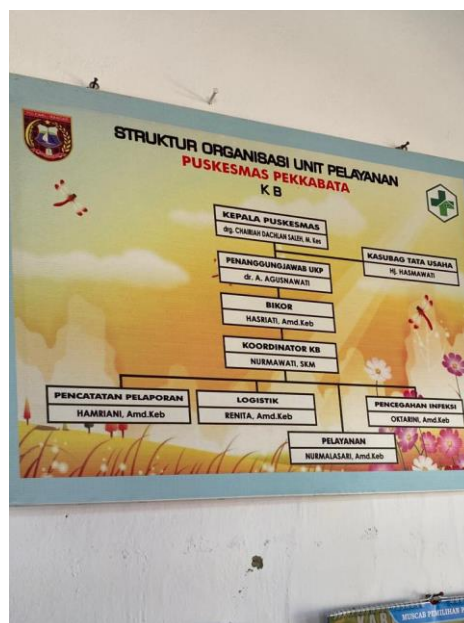 STRUKTUR ORGANISASI UNIT PELAYANAN
PUSKESMAS PEKKABATA
K B
KEPALA PUSKESMAS
drg. CHAIRIAH DACHLAN SALEH, M. Kes
KASUBAG TATA USAHA
Hj. HASMAWATI
PENANGGUNGJAWAB UKP
dr. A. AGUSNAWATI
BIKOR
HASRIATI, Amd.Keb
KOORDINATOR KB
NURMAWATI, SKM
PENCATATAN PELAPORAN
HAMRIANI, Amd.Keb
LOGISTIK
RENITA, Amd.Keb
PENCEGAHAN INFEKSI
OKTARINI, Amd.Keb
PELAYANAN
NURMALASARI, Amd.Keb
MUSCAB PEMILIHAN